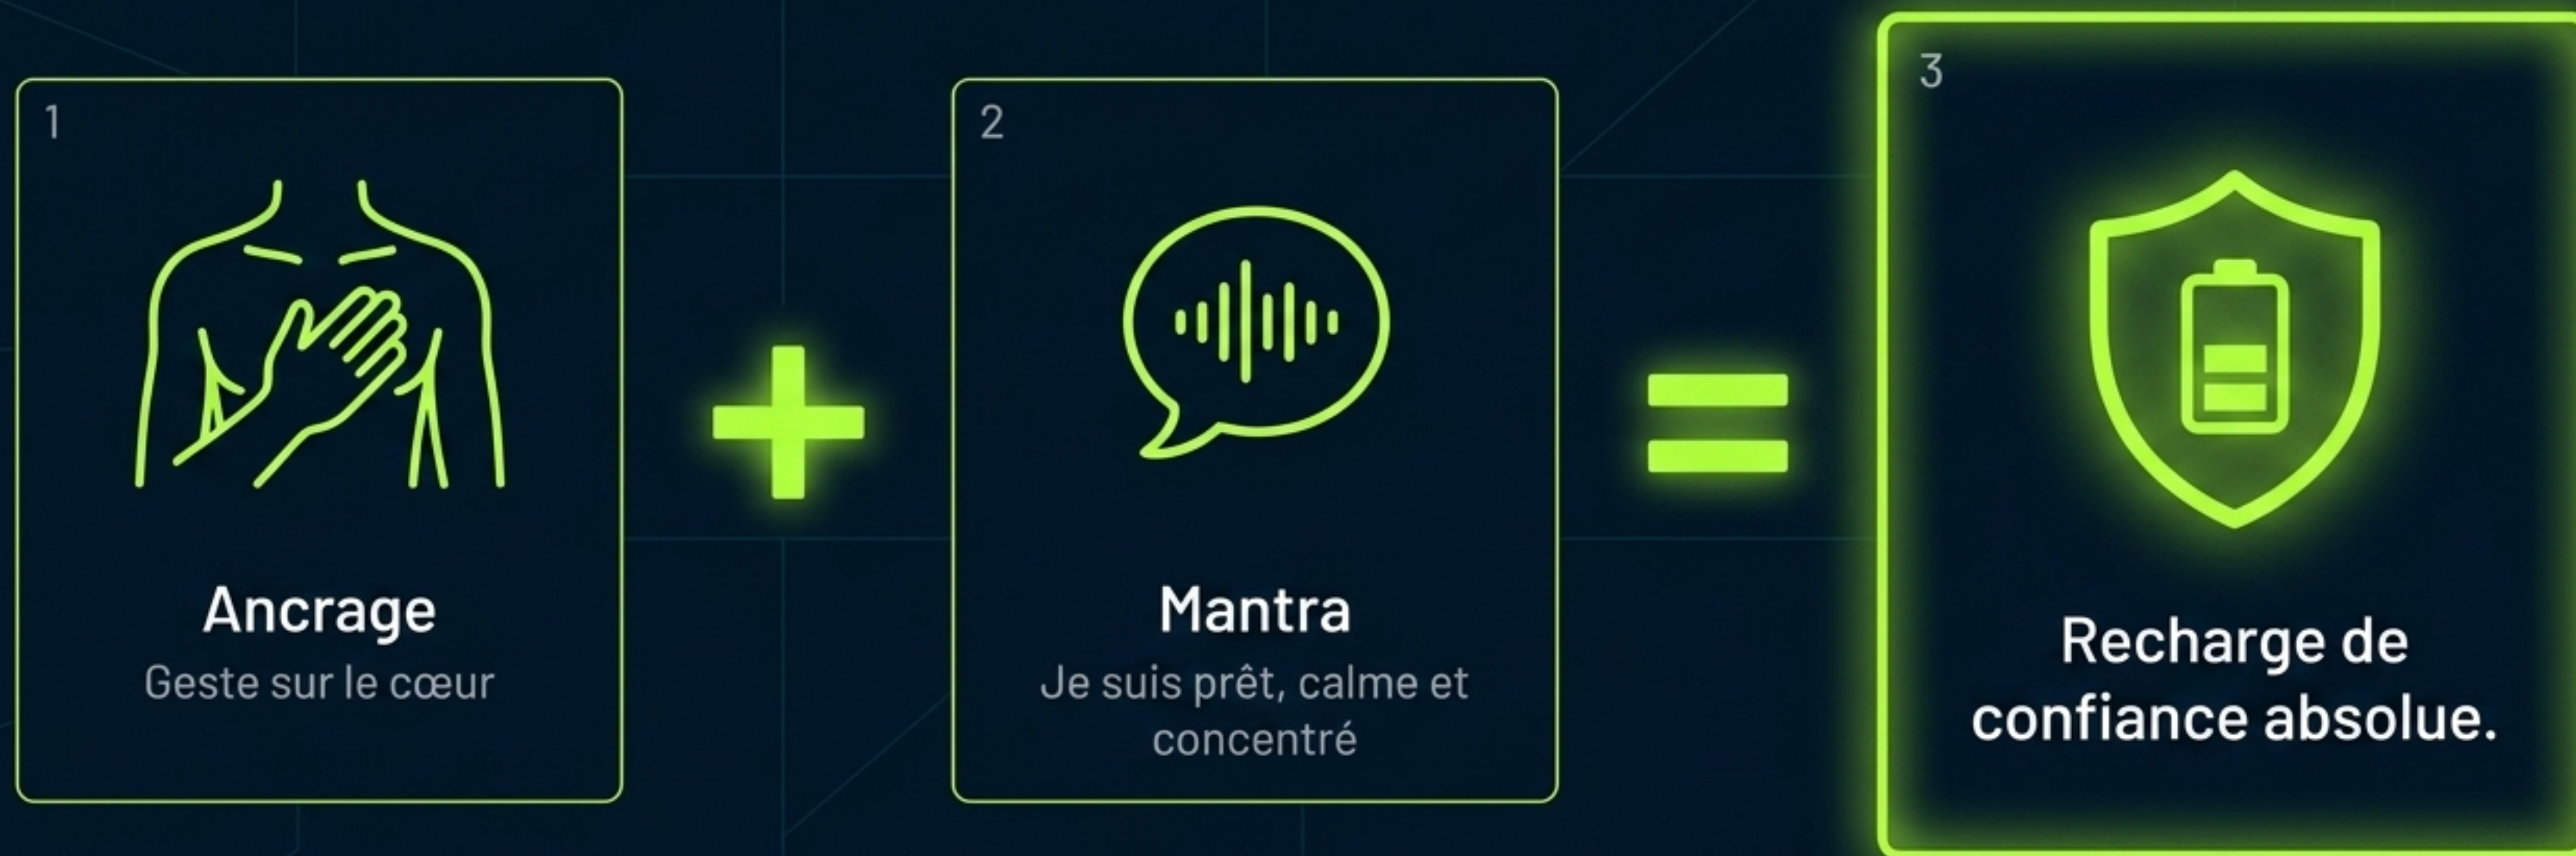 1
Ancrage
Geste sur le cœur
+
2
Mantra
Je suis prêt, calme et
concentré
=
3
Recharge de
confiance absolue.